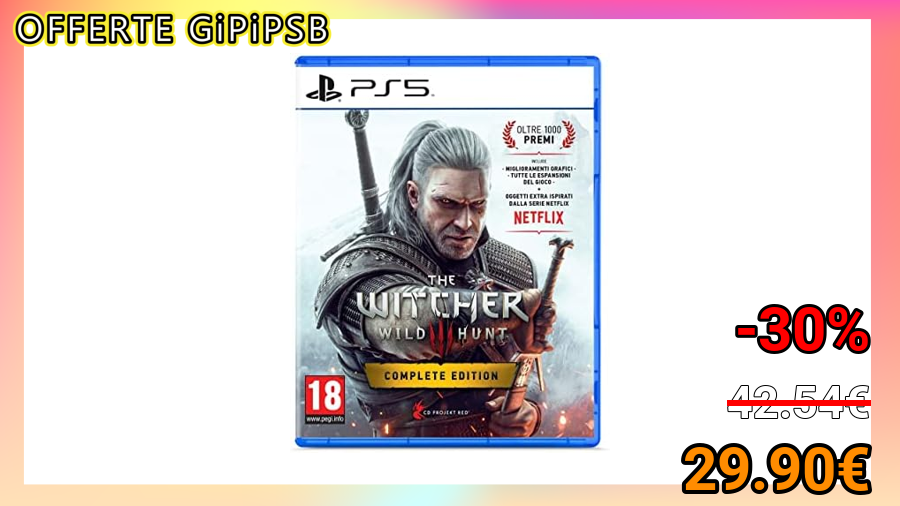 OFFERTE GiPiPSB
PS5
OLTRE 1000
PREMI
INCLUDE
- MIGLIORAMENTI GRAFICI -
- TUTTE LE ESPANSIONI
DEL GIOCO -
+
OGGETTI EXTRA ISPIRATI
DALLA SERIE NETFLIX
NETFLIX
THE
WITCHER
WILD HUNT
COMPLETE EDITION
18
www.pegi.info
CD PROJEKT RED
-30%
42.54€
29.90€